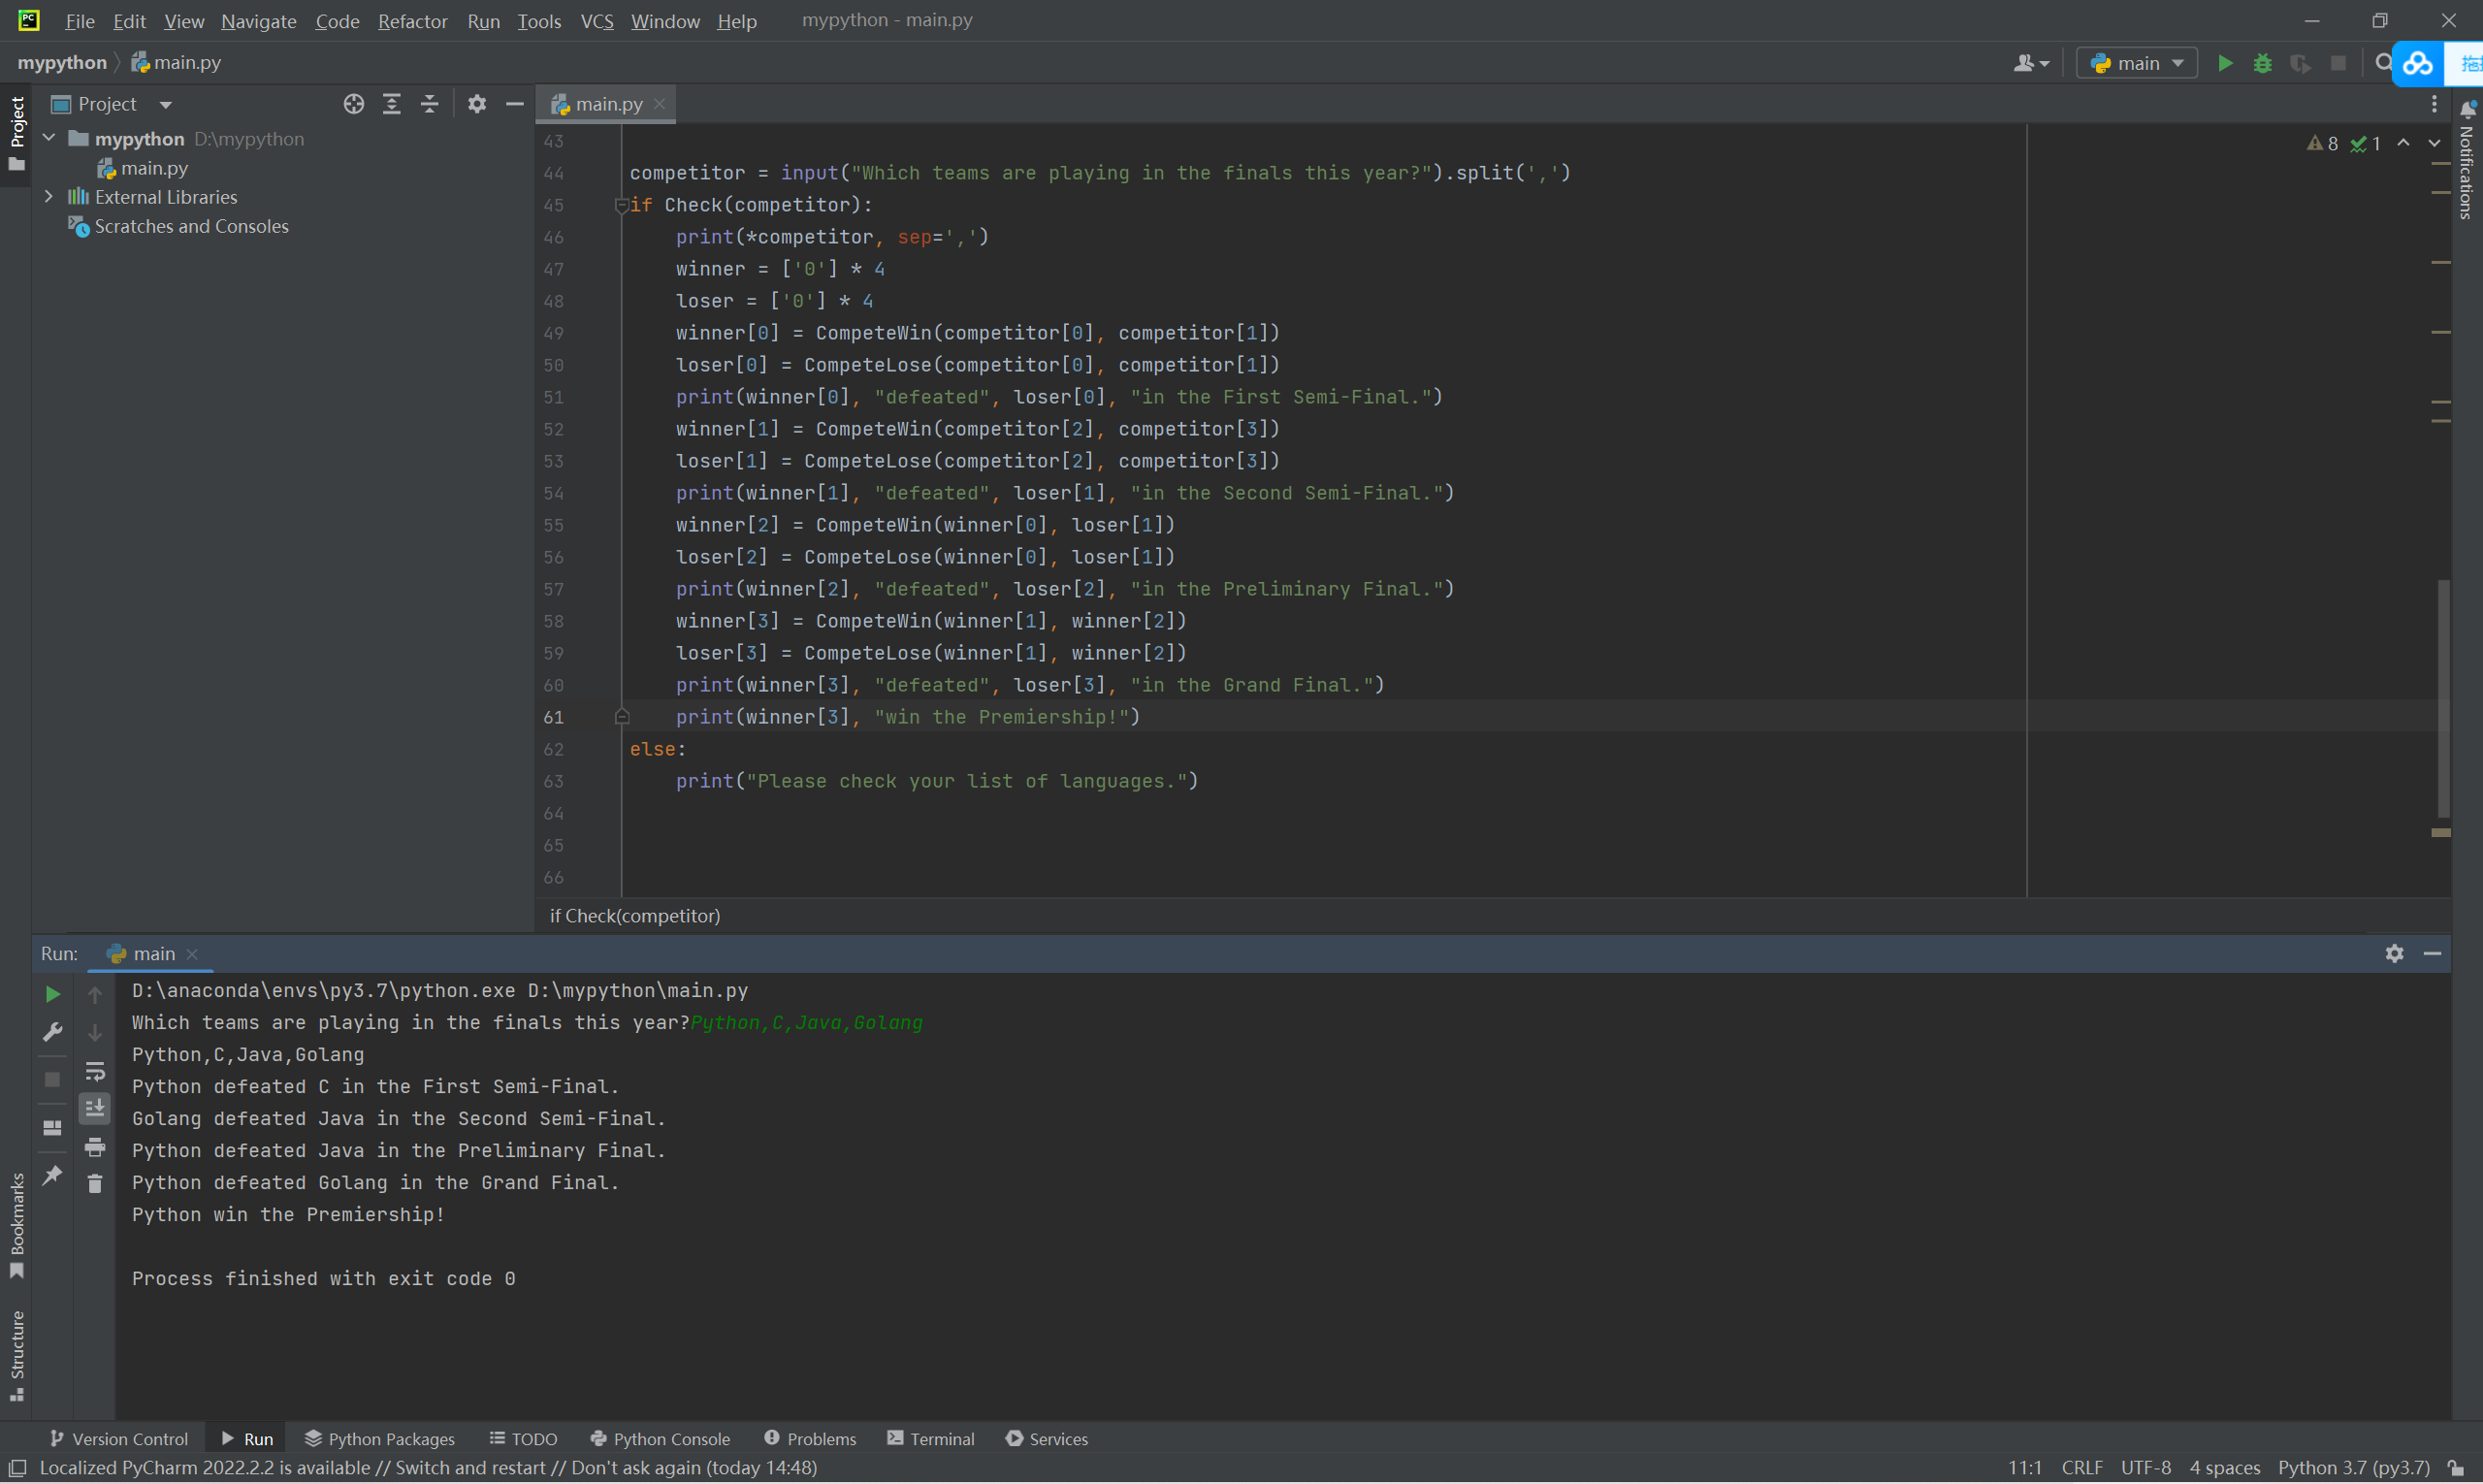 File Edit View Navigate Code Refactor Run Tools VCS Window Help mypython - main.py
mypython main.py main
Project
Project main.py
mypython D:\mypython
main.py
External Libraries
Scratches and Consoles
8 1
Notifications
43
44 competitor = input("Which teams are playing in the finals this year?").split(',')
45 if Check(competitor):
46 print(*competitor, sep=',')
47 winner = ['0'] * 4
48 loser = ['0'] * 4
49 winner[0] = CompeteWin(competitor[0], competitor[1])
50 loser[0] = CompeteLose(competitor[0], competitor[1])
51 print(winner[0], "defeated", loser[0], "in the First Semi-Final.")
52 winner[1] = CompeteWin(competitor[2], competitor[3])
53 loser[1] = CompeteLose(competitor[2], competitor[3])
54 print(winner[1], "defeated", loser[1], "in the Second Semi-Final.")
55 winner[2] = CompeteWin(winner[0], loser[1])
56 loser[2] = CompeteLose(winner[0], loser[1])
57 print(winner[2], "defeated", loser[2], "in the Preliminary Final.")
58 winner[3] = CompeteWin(winner[1], winner[2])
59 loser[3] = CompeteLose(winner[1], winner[2])
60 print(winner[3], "defeated", loser[3], "in the Grand Final.")
61 print(winner[3], "win the Premiership!")
62 else:
63 print("Please check your list of languages.")
64
65
66
if Check(competitor)
Run: main
D:\anaconda\envs\py3.7\python.exe D:\mypython\main.py
Which teams are playing in the finals this year?Python,C,Java,Golang
Python,C,Java,Golang
Python defeated C in the First Semi-Final.
Golang defeated Java in the Second Semi-Final.
Python defeated Java in the Preliminary Final.
Python defeated Golang in the Grand Final.
Python win the Premiership!
Process finished with exit code 0
Bookmarks
Structure
Version Control Run Python Packages TODO Python Console Problems Terminal Services
Localized PyCharm 2022.2.2 is available // Switch and restart // Don't ask again (today 14:48) 11:1 CRLF UTF-8 4 spaces Python 3.7 (py3.7)